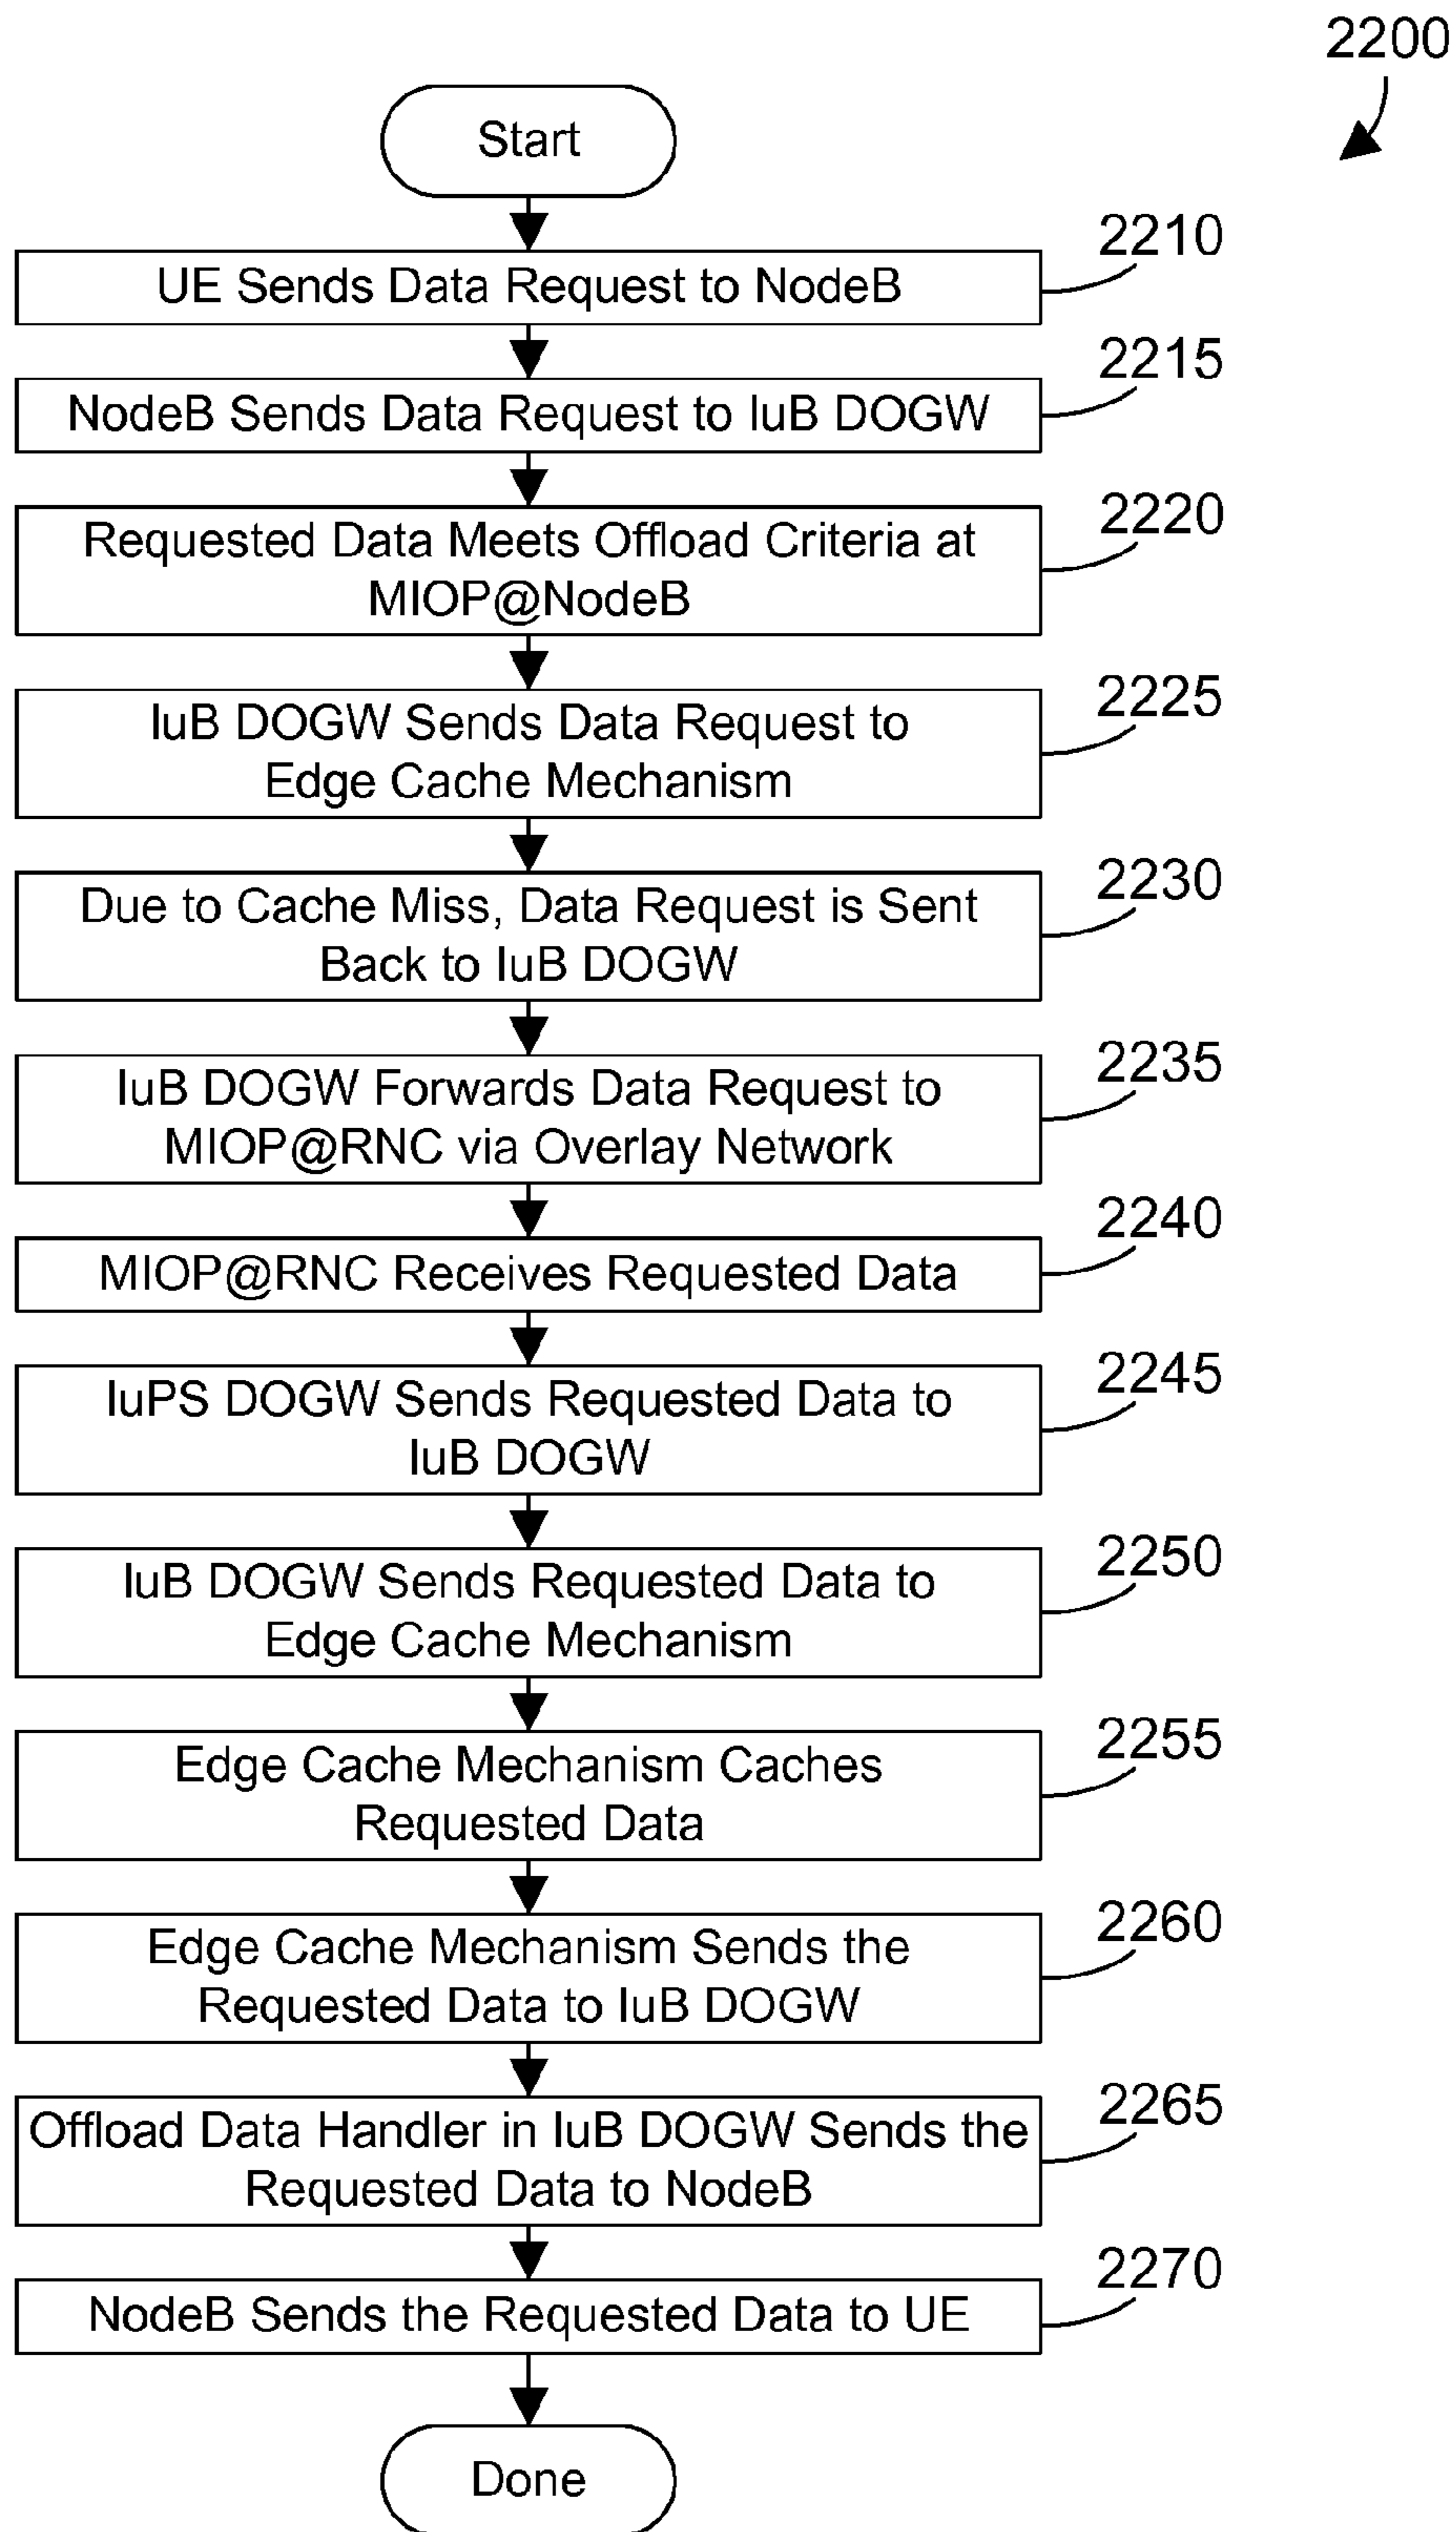 2200
Start
2210
UE Sends Data Request to NodeB
2215
NodeB Sends Data Request to IuB DOGW
2220
Requested Data Meets Offload Criteria at
MIOP@NodeB
2225
IuB DOGW Sends Data Request to
Edge Cache Mechanism
2230
Due to Cache Miss, Data Request is Sent
Back to IuB DOGW
2235
IuB DOGW Forwards Data Request to
MIOP@RNC via Overlay Network
2240
MIOP@RNC Receives Requested Data
2245
IuPS DOGW Sends Requested Data to
IuB DOGW
2250
IuB DOGW Sends Requested Data to
Edge Cache Mechanism
2255
Edge Cache Mechanism Caches
Requested Data
2260
Edge Cache Mechanism Sends the
Requested Data to IuB DOGW
2265
Offload Data Handler in IuB DOGW Sends the
Requested Data to NodeB
2270
NodeB Sends the Requested Data to UE
Done